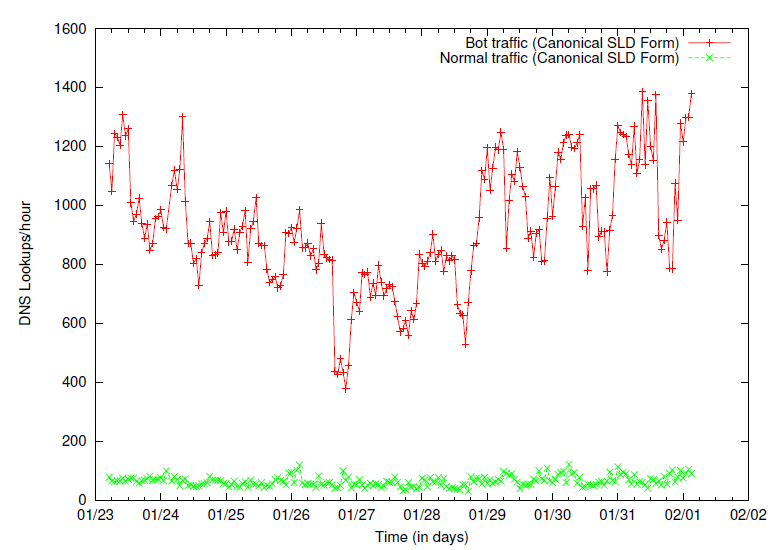 1600
1400
1200
1000
800
600
400
200
0
DNS Lookups/hour
Bot traffic (Canonical SLD Form)
Normal traffic (Canonical SLD Form)
01/23 01/24 01/25 01/26 01/27 01/28 01/29 01/30 01/31 02/01 02/02
Time (in days)